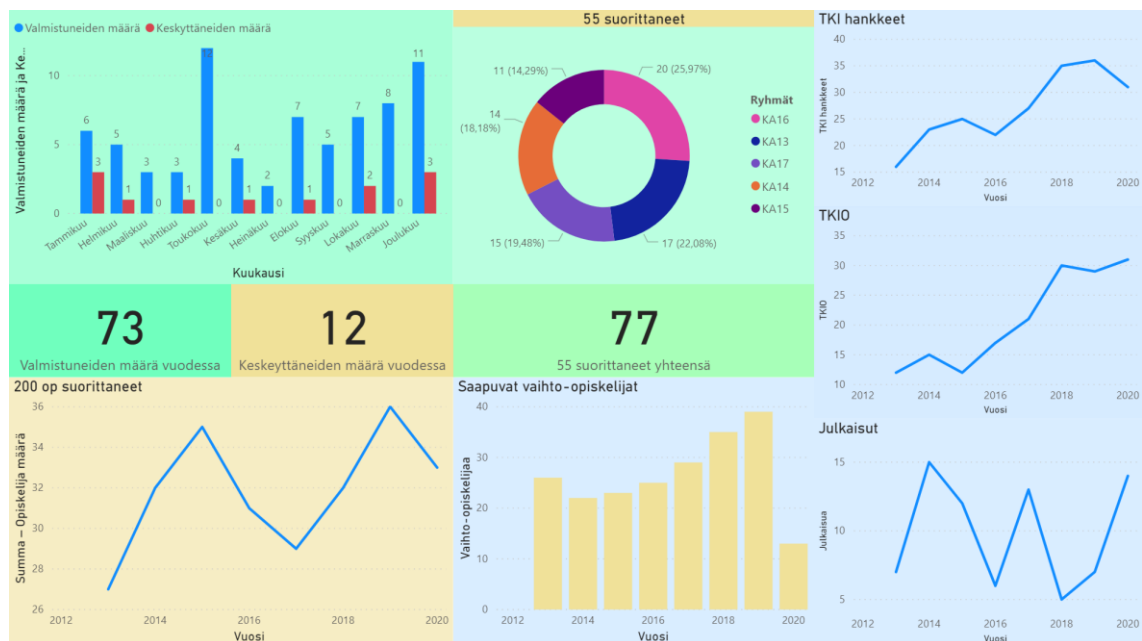 Valmistuneiden määrä Keskyttäneiden määrä
Valmistuneiden määrä ja Ke...
10
5
0
6
3
5
1
3
0
3
1
12
0
4
1
2
0
7
1
5
0
7
2
8
0
11
3
Tammikuu
Helmikuu
Maaliskuu
Huhtikuu
Toukokuu
Kesäkuu
Heinäkuu
Elokuu
Syyskuu
Lokakuu
Marraskuu
Joulukuu
Kuukausi
55 suorittaneet
20 (25,97%)
17 (22,08%)
15 (19,48%)
14
(18,18%)
11 (14,29%)
Ryhmät
KA16
KA13
KA17
KA14
KA15
TKI hankkeet
TKI hankkeet
40
35
30
25
20
15
2012 2014 2016 2018 2020
Vuosi
TKIO
TKIO
35
30
25
20
15
10
2012 2014 2016 2018 2020
Vuosi
73
Valmistuneiden määrä vuodessa
12
Keskeyttäneiden määrä vuodessa
77
55 suorittaneet yhteensä
200 op suorittaneet
Summa – Opiskelija määrä
36
34
32
30
28
26
2012 2014 2016 2018 2020
Vuosi
Saapuvat vaihto-opiskelijat
Vaihto-opiskelijaa
40
30
20
10
0
2012 2014 2016 2018 2020
Vuosi
Julkaisut
Julkaisua
15
10
5
2012 2014 2016 2018 2020
Vuosi